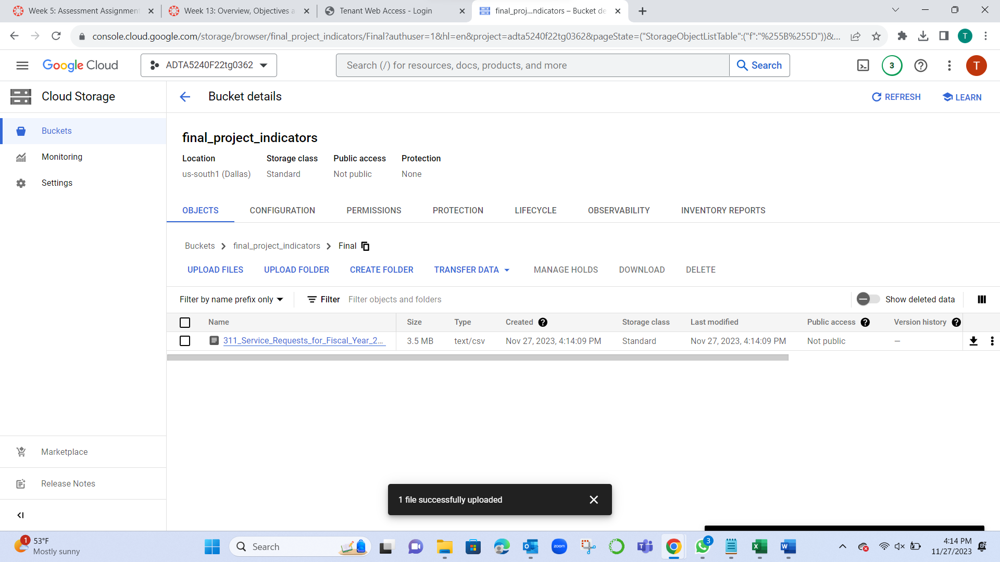 Week 5: Assessment Assignment
Week 13: Overview, Objectives a
Tenant Web Access - Login
final_proj...ndicators – Bucket de
console.cloud.google.com/storage/browser/final_project_indicators/Final?authuser=1&hl=en&project=adta5240f22tg0362&pageState=("StorageObjectListTable":("f":"%255B%255D"))&...
T
Google Cloud
ADTA5240F22tg0362
Search (/) for resources, docs, products, and more
Search
3
T
Cloud Storage
Bucket details
REFRESH
LEARN
Buckets
Monitoring
Settings
final_project_indicators
Location Storage class Public access Protection
us-south1 (Dallas) Standard Not public None
OBJECTS CONFIGURATION PERMISSIONS PROTECTION LIFECYCLE OBSERVABILITY INVENTORY REPORTS
Buckets > final_project_indicators > Final
UPLOAD FILES UPLOAD FOLDER CREATE FOLDER TRANSFER DATA MANAGE HOLDS DOWNLOAD DELETE
Filter by name prefix only Filter Filter objects and folders Show deleted data
Name Size Type Created Storage class Last modified Public access Version history
311_Service_Requests_for_Fiscal_Year_2... 3.5 MB text/csv Nov 27, 2023, 4:14:09 PM Standard Nov 27, 2023, 4:14:09 PM Not public —
Marketplace
Release Notes
1 file successfully uploaded
1
53°F
Mostly sunny
Search
zoom
3
4:14 PM
11/27/2023